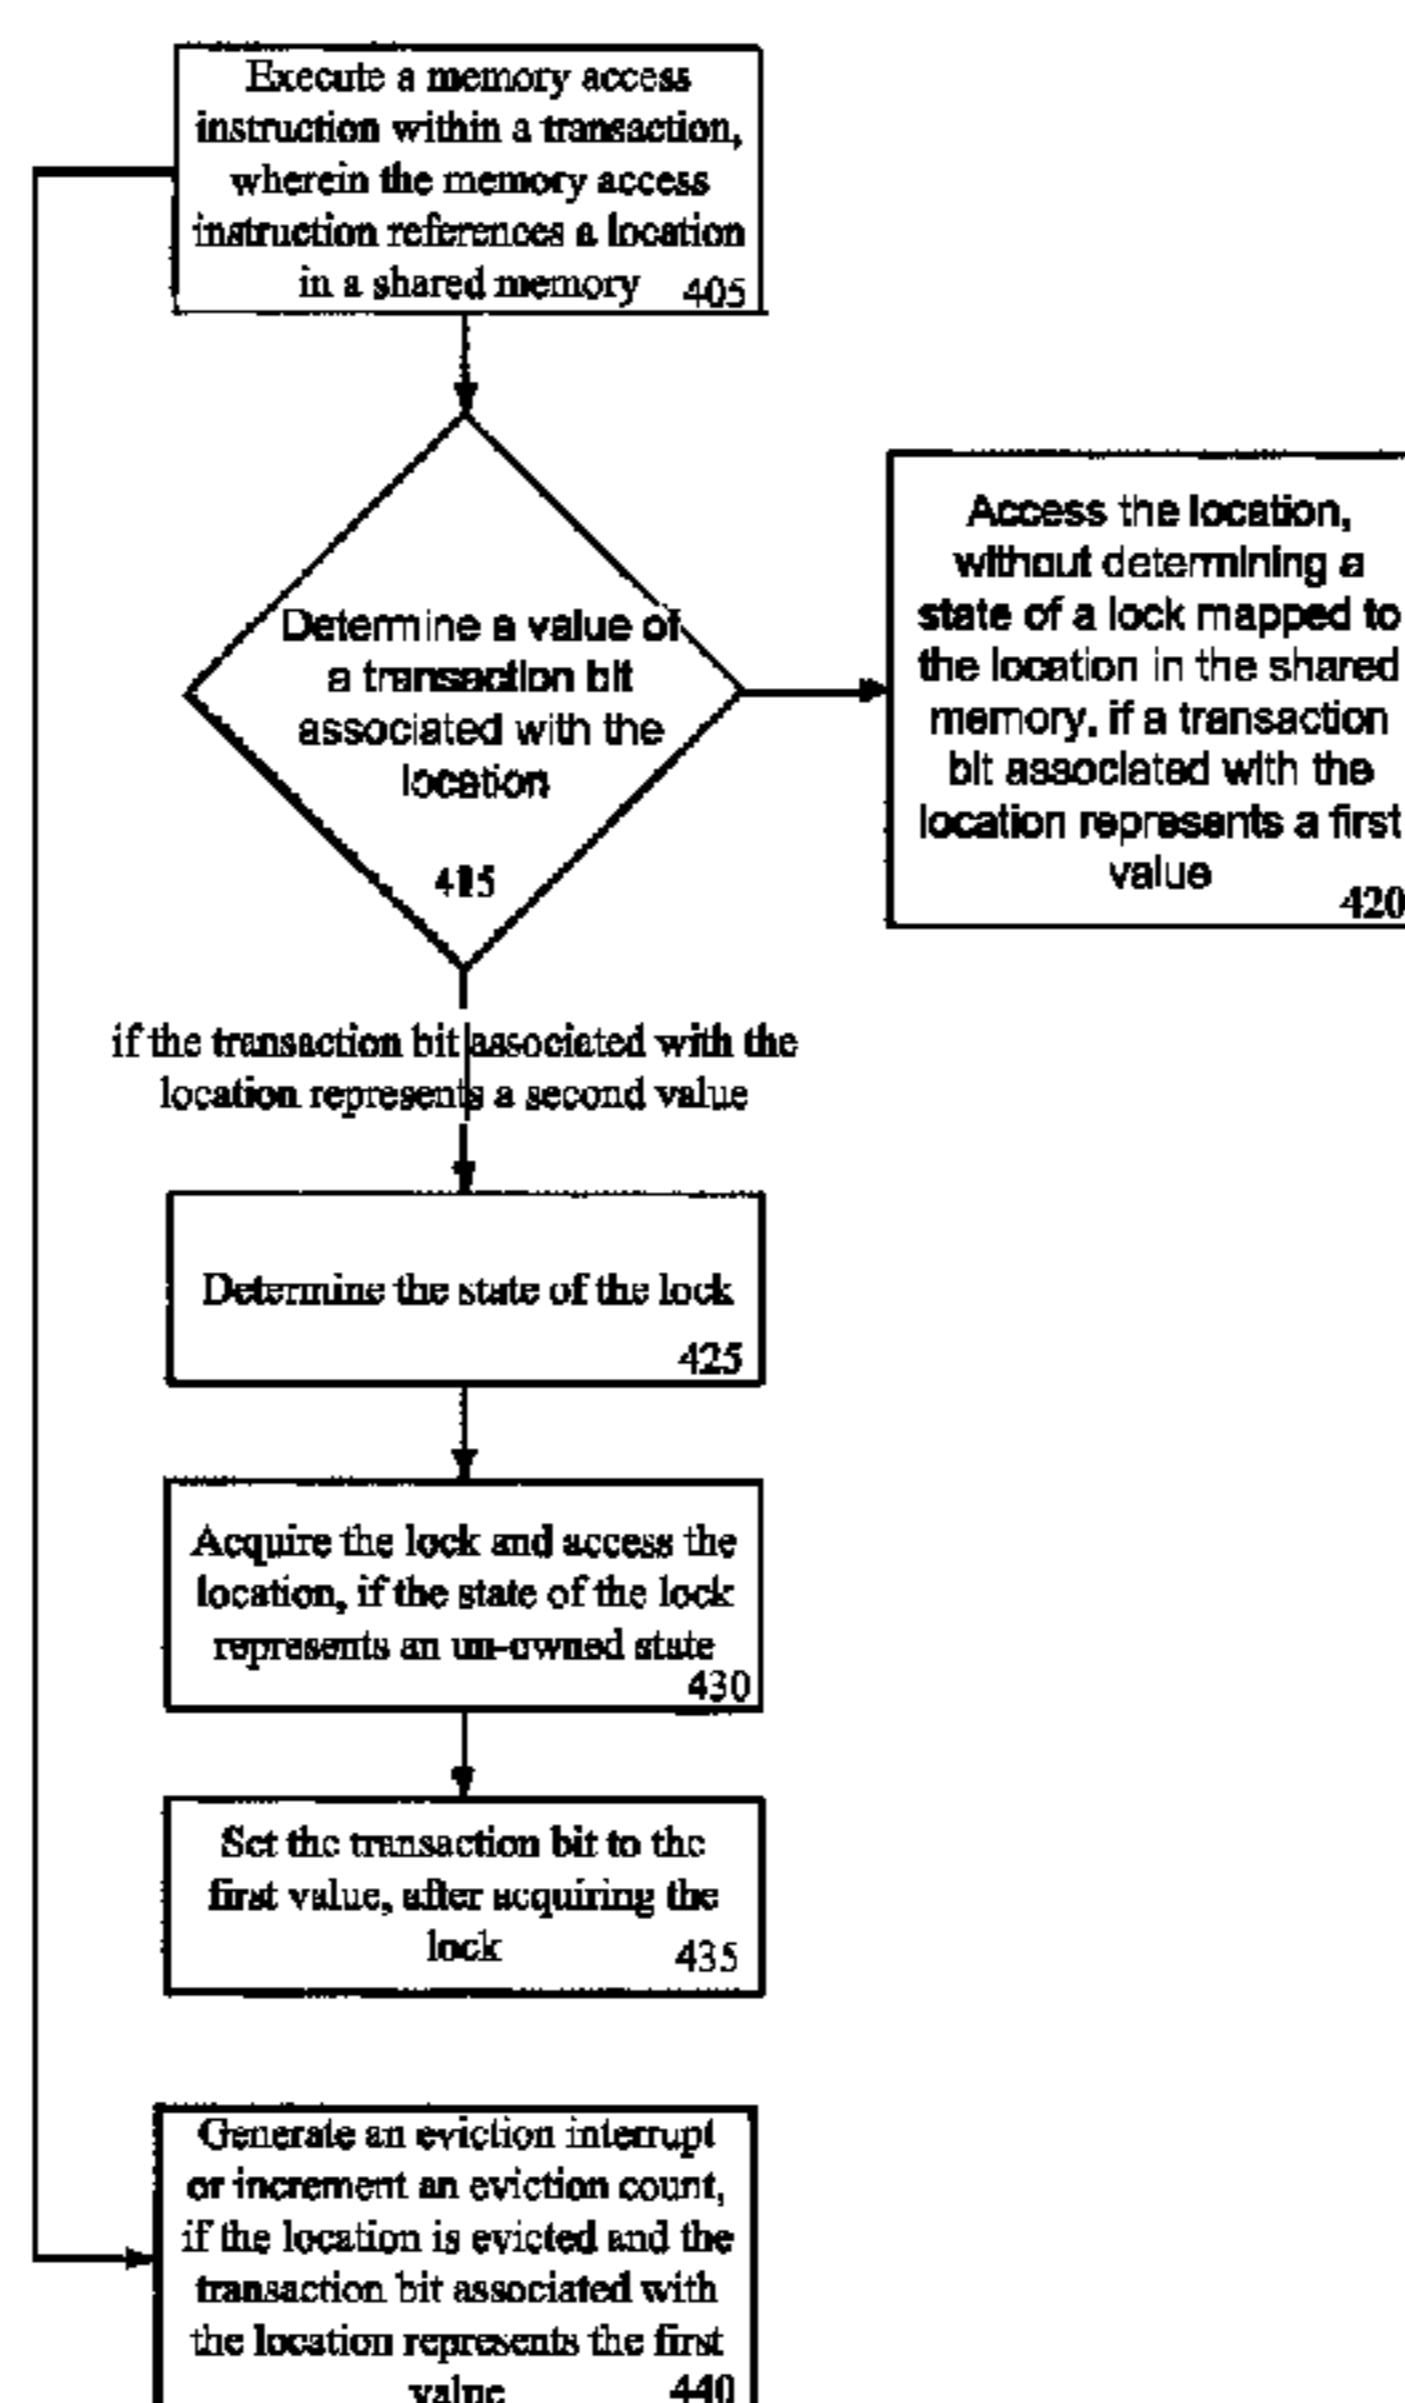 Execute a memory access
instruction within a transaction,
wherein the memory access
instruction references a location
in a shared memory 405
Determine a value of
a transaction bit
associated with the
location
415
Access the location,
without determining a
state of a lock mapped to
the location in the shared
memory, if a transaction
bit associated with the
location represents a first
value
420
if the transaction bit associated with the
location represents a second value
Determine the state of the lock
425
Acquire the lock and access the
location, if the state of the lock
represents an un-owned state
430
Set the transaction bit to the
first value, after acquiring the
lock 435
Generate an eviction interrupt
or increment an eviction count,
if the location is evicted and the
transaction bit associated with
the location represents the first
value 440